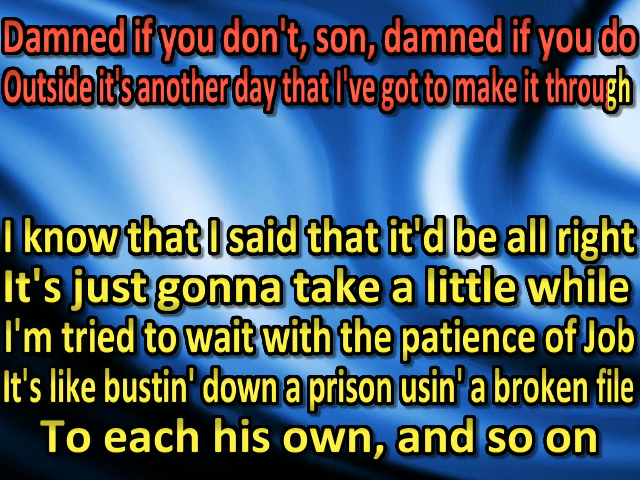 Damned if you don't, son, damned if you do
Outside it's another day that I've got to make it through
I know that I said that it'd be all right
It's just gonna take a little while
I'm tried to wait with the patience of Job
It's like bustin' down a prison usin' a broken file
To each his own, and so on